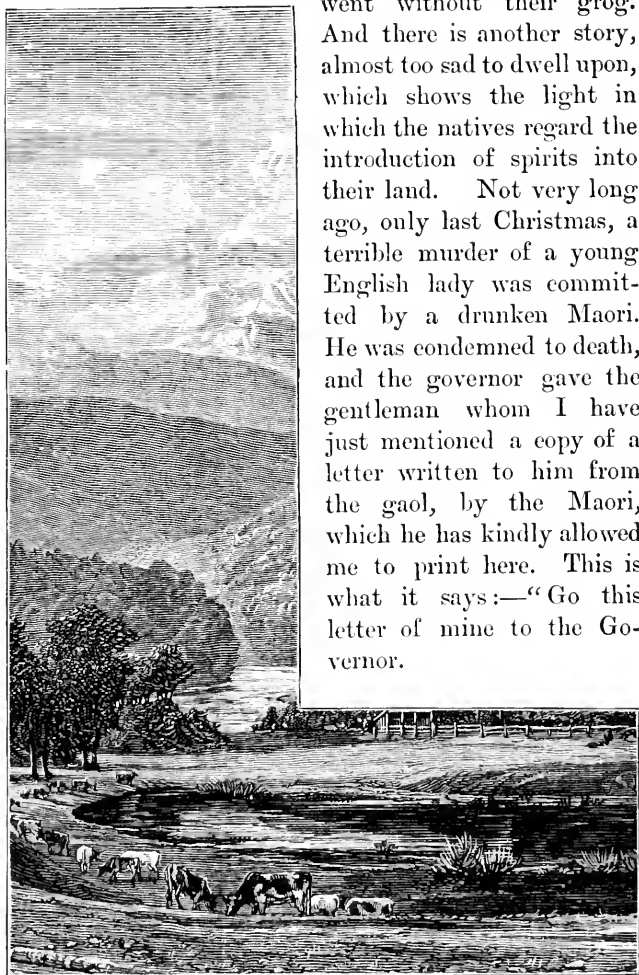 went without their grog.
And there is another story,
almost too sad to dwell upon,
which shows the light in
which the natives regard the
introduction of spirits into
their land. Not very long
ago, only last Christmas, a
terrible murder of a young
English lady was commit-
ted by a drunken Maori.
He was condemned to death,
and the governor gave the
gentleman whom I have
just mentioned a copy of a
letter written to him from
the gaol, by the Maori,
which he has kindly allowed
me to print here. This is
what it says:—“Go this
letter of mine to the Go-
vernor.